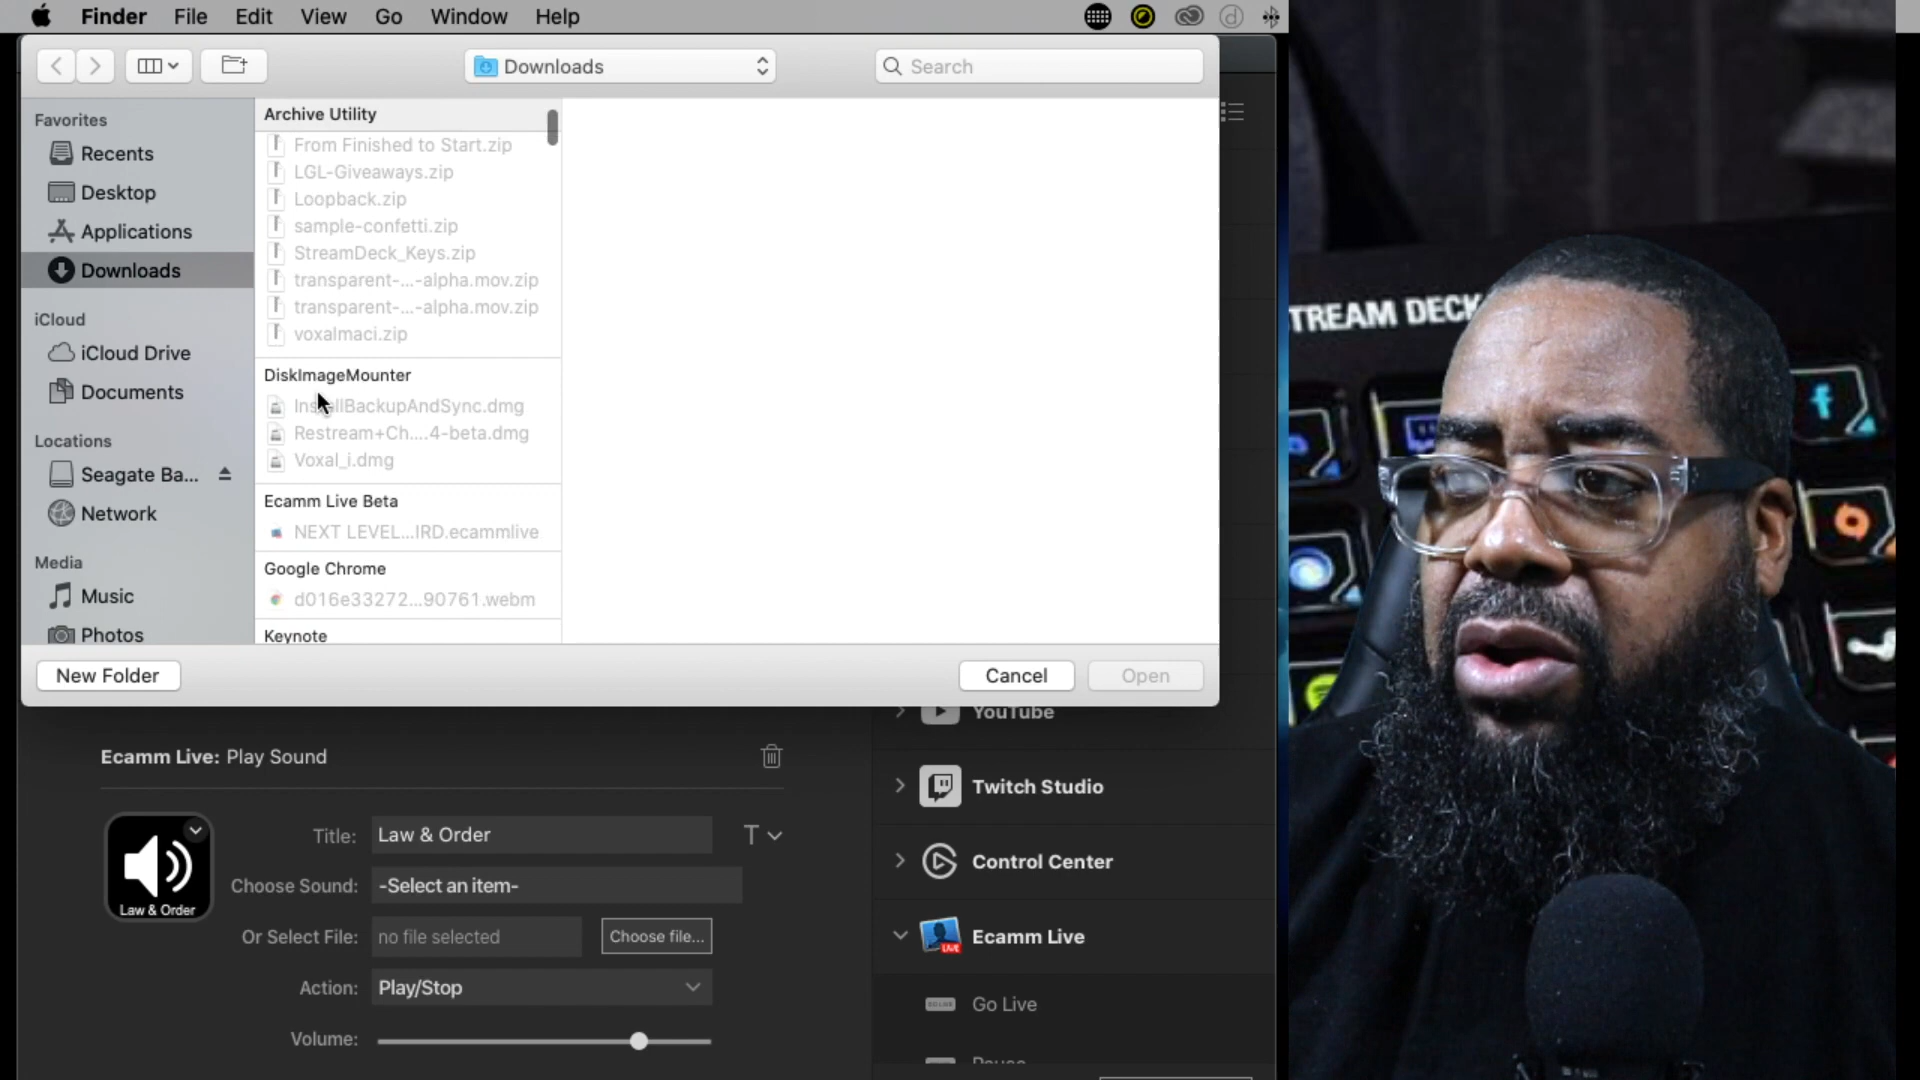 Finder File Edit View Go Window Help
Downloads
Search
Favorites
Recents
Desktop
Applications
Downloads
iCloud
iCloud Drive
Documents
Locations
Seagate Ba...
Network
Media
Music
Photos
Archive Utility
From Finished to Start.zip
LGL-Giveaways.zip
Loopback.zip
sample-confetti.zip
StreamDeck_Keys.zip
transparent-...-alpha.mov.zip
transparent-...-alpha.mov.zip
voxalmaci.zip
DiskImageMounter
InstallBackupAndSync.dmg
Restream+Ch....4-beta.dmg
Voxal_i.dmg
Ecamm Live Beta
NEXT LEVEL...IRD.ecammlive
Google Chrome
d016e33272...90761.webm
Keynote
New Folder
Cancel
Open
Ecamm Live: Play Sound
Law & Order
Title: Law & Order
T
Choose Sound: -Select an item-
Or Select File: no file selected
Choose file...
Action: Play/Stop
Volume:
YouTube
Twitch Studio
Control Center
Ecamm Live
LIVE
Go Live
Pause
TREAM DECK